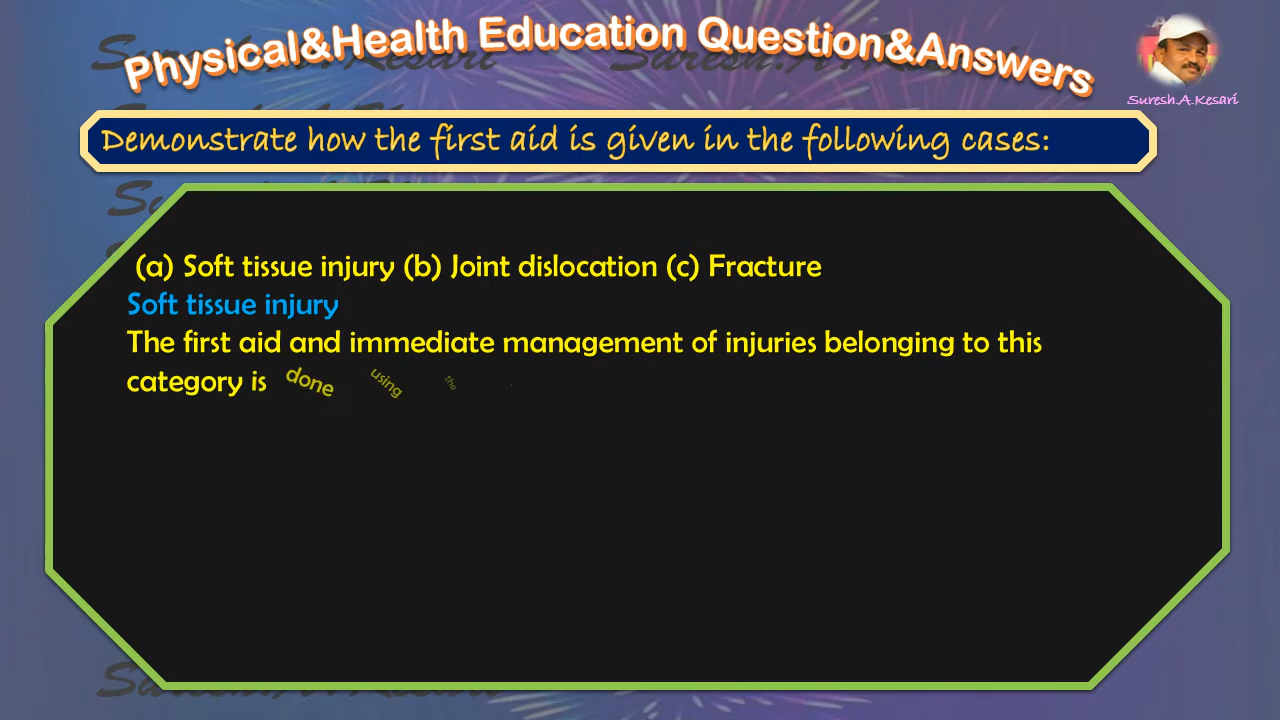 Physical&Health Education Question&Answers
Suresh.A.Kesari
Demonstrate how the first aid is given in the following cases:
(a) Soft tissue injury (b) Joint dislocation (c) Fracture
Soft tissue injury
The first aid and immediate management of injuries belonging to this
category is done using the